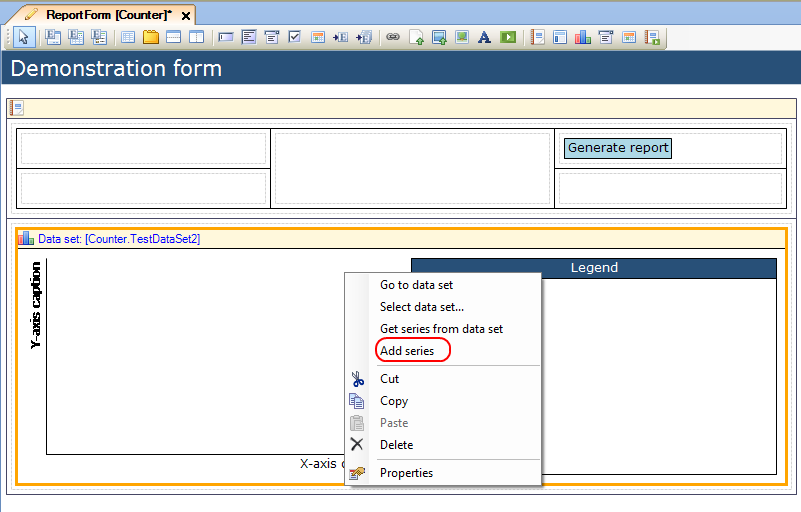 ReportForm [Counter]*
Demonstration form
Generate report
Data set: [Counter.TestDataSet2]
Y-axis caption
Legend
Go to data set
Select data set...
Get series from data set
Add series
Cut
Copy
Paste
Delete
Properties
X-axis